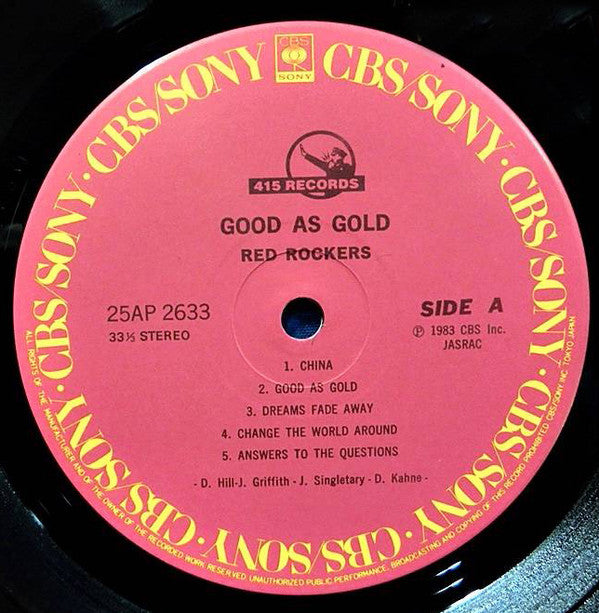 CBS
SONY
CBS/SONY · CBS/SONY · CBS/SONY · CBS/SONY · CBS/SONY · CBS/SONY · CBS/SONY · CBS/SONY
415 RECORDS
GOOD AS GOLD
RED ROCKERS
25AP 2633
33⅓ STEREO
SIDE A
Ⓟ 1983 CBS Inc.
JASRAC
1. CHINA
2. GOOD AS GOLD
3. DREAMS FADE AWAY
4. CHANGE THE WORLD AROUND
5. ANSWERS TO THE QUESTIONS
- D. Hill-J. Griffith - J. Singletary - D. Kahne -
ALL RIGHTS OF THE MANUFACTURER AND OF THE OWNER OF THE RECORDED WORK RESERVED. UNAUTHORIZED PUBLIC PERFORMANCE, BROADCASTING AND COPYING OF THIS RECORD PROHIBITED CBS/SONY INC. TOKYO JAPAN